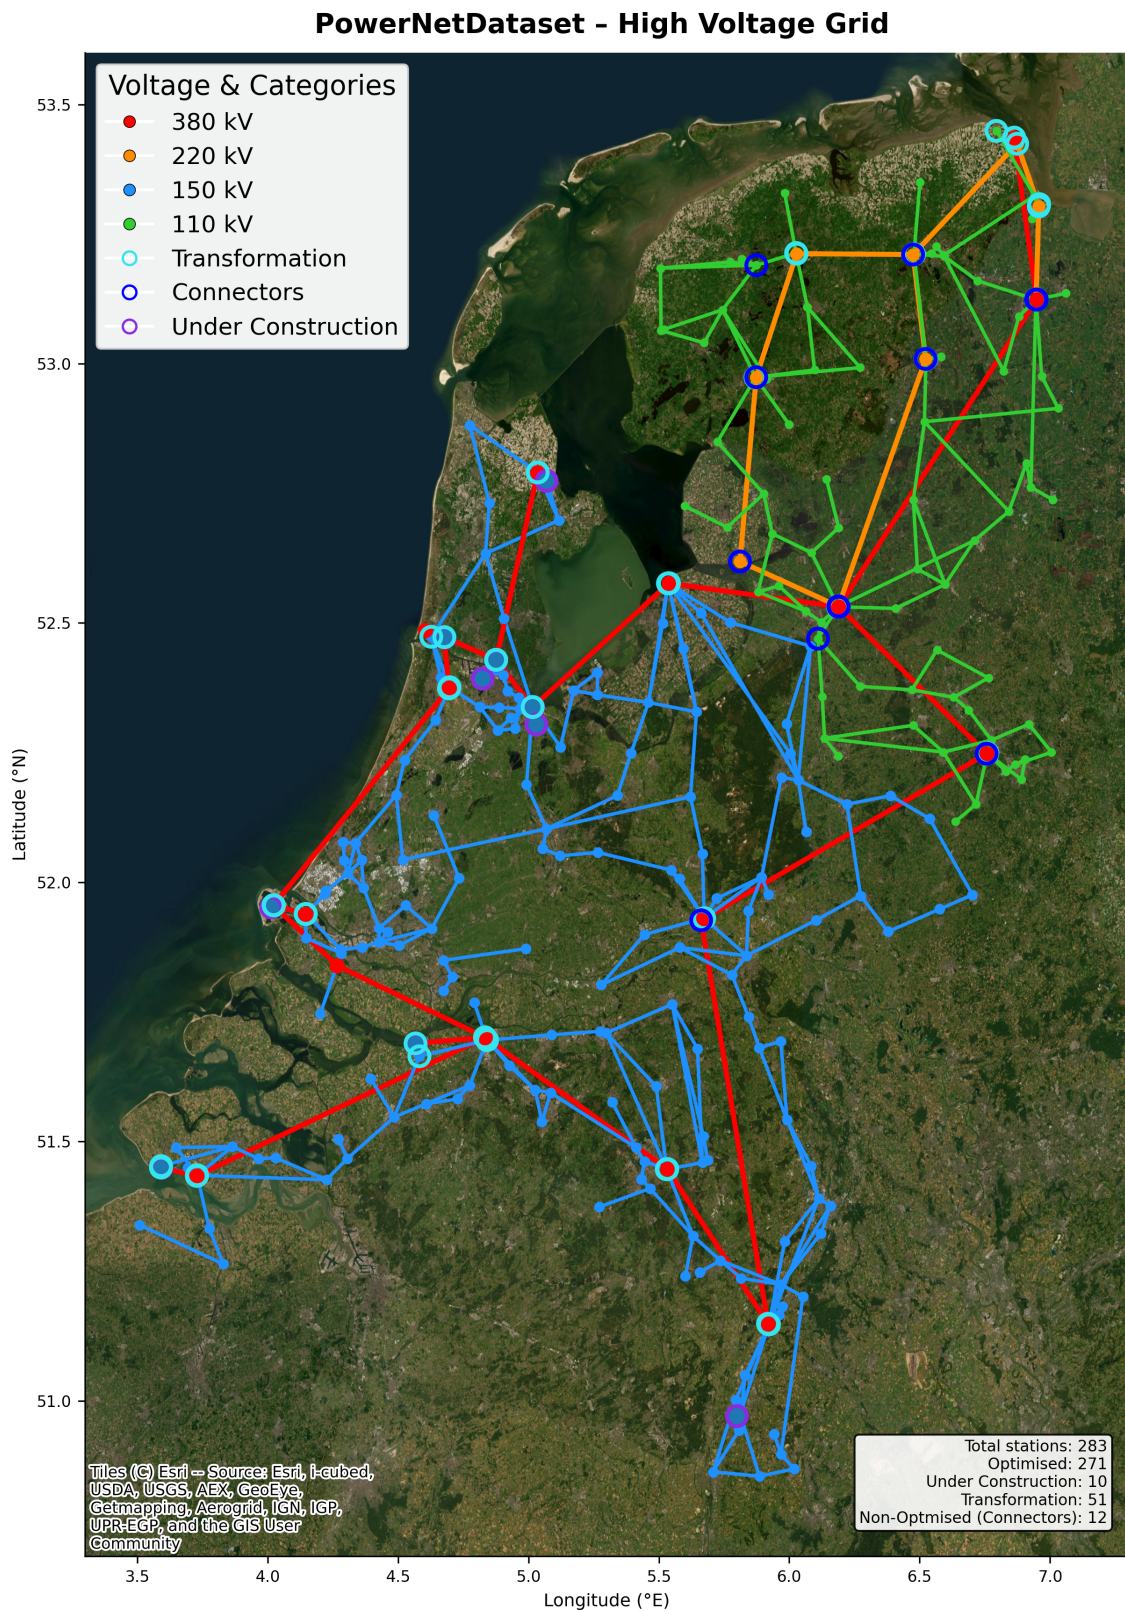 PowerNetDataset – High Voltage Grid
Voltage & Categories
380 kV
220 kV
150 kV
110 kV
Transformation
Connectors
Under Construction
53.5
53.0
52.5
52.0
51.5
51.0
Latitude (°N)
Total stations: 283
Optimised: 271
Under Construction: 10
Transformation: 51
Non-Optmised (Connectors): 12
Tiles (C) Esri -- Source: Esri, i-cubed,
USDA, USGS, AEX, GeoEye,
Getmapping, Aerogrid, IGN, IGP,
UPR-EGP, and the GIS User
Community
3.5 4.0 4.5 5.0 5.5 6.0 6.5 7.0
Longitude (°E)